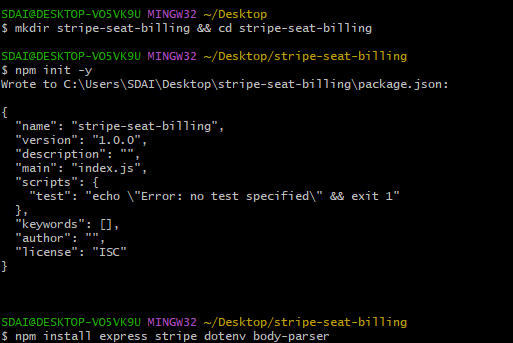 SDAI@DESKTOP-VO5VK9U MINGW32 ~/Desktop
$ mkdir stripe-seat-billing && cd stripe-seat-billing
SDAI@DESKTOP-VO5VK9U MINGW32 ~/Desktop/stripe-seat-billing
$ npm init -y
Wrote to C:\Users\SDAI\Desktop\stripe-seat-billing\package.json:
{
  "name": "stripe-seat-billing",
  "version": "1.0.0",
  "description": "",
  "main": "index.js",
  "scripts": {
    "test": "echo \"Error: no test specified\" && exit 1"
  },
  "keywords": [],
  "author": "",
  "license": "ISC"
}
SDAI@DESKTOP-VO5VK9U MINGW32 ~/Desktop/stripe-seat-billing
$ npm install express stripe dotenv body-parser